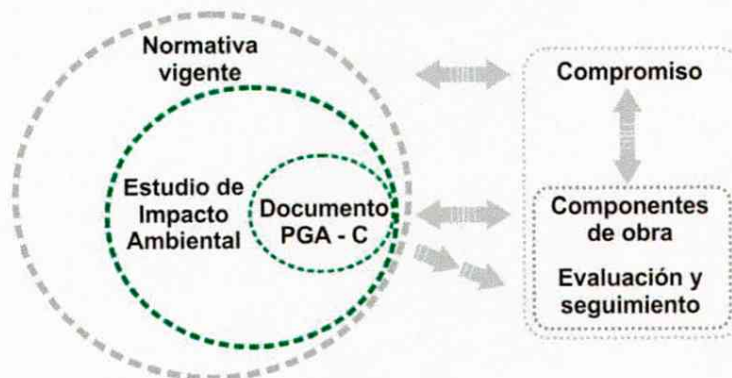 Normativa
vigente
Estudio de
Impacto
Ambiental
Documento
PGA - C
Compromiso
Componentes
de obra
Evaluación y
seguimiento